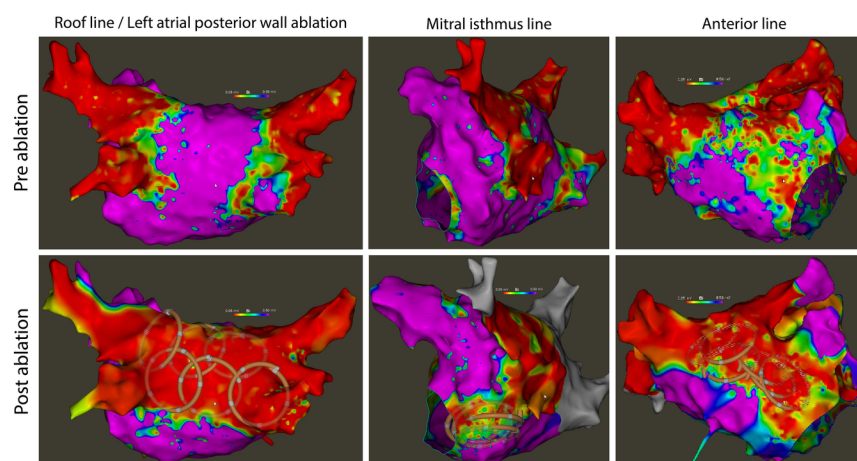 Roof line / Left atrial posterior wall ablation
Mitral isthmus line
Anterior line
Pre ablation
Post ablation